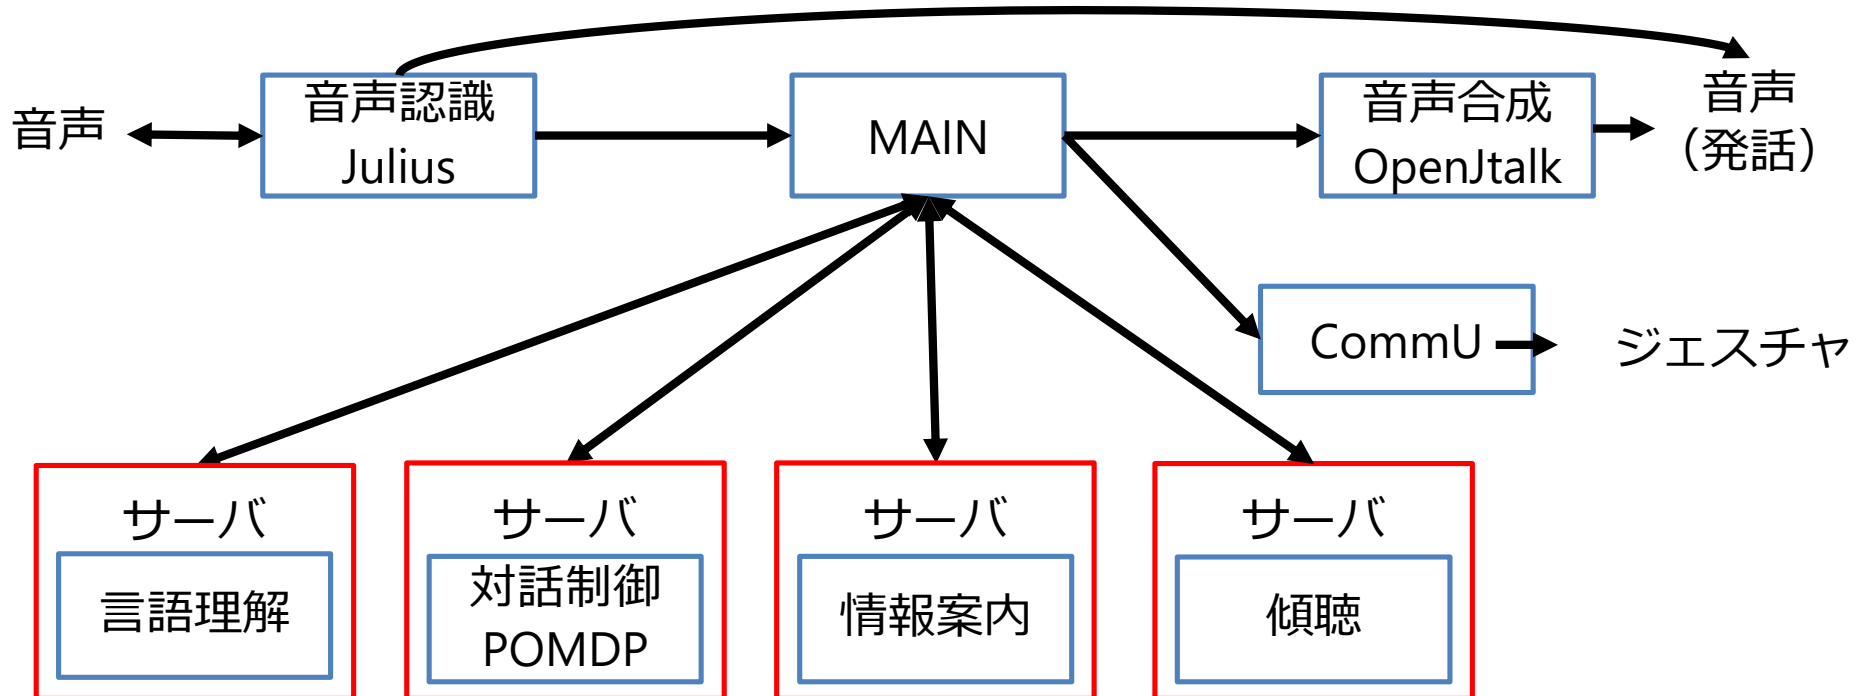 音声
音声認識
Julius
MAIN
音声合成
OpenJtalk
音声
（発話）
CommU
ジェスチャ
サーバ
言語理解
サーバ
対話制御
POMDP
サーバ
情報案内
サーバ
傾聴